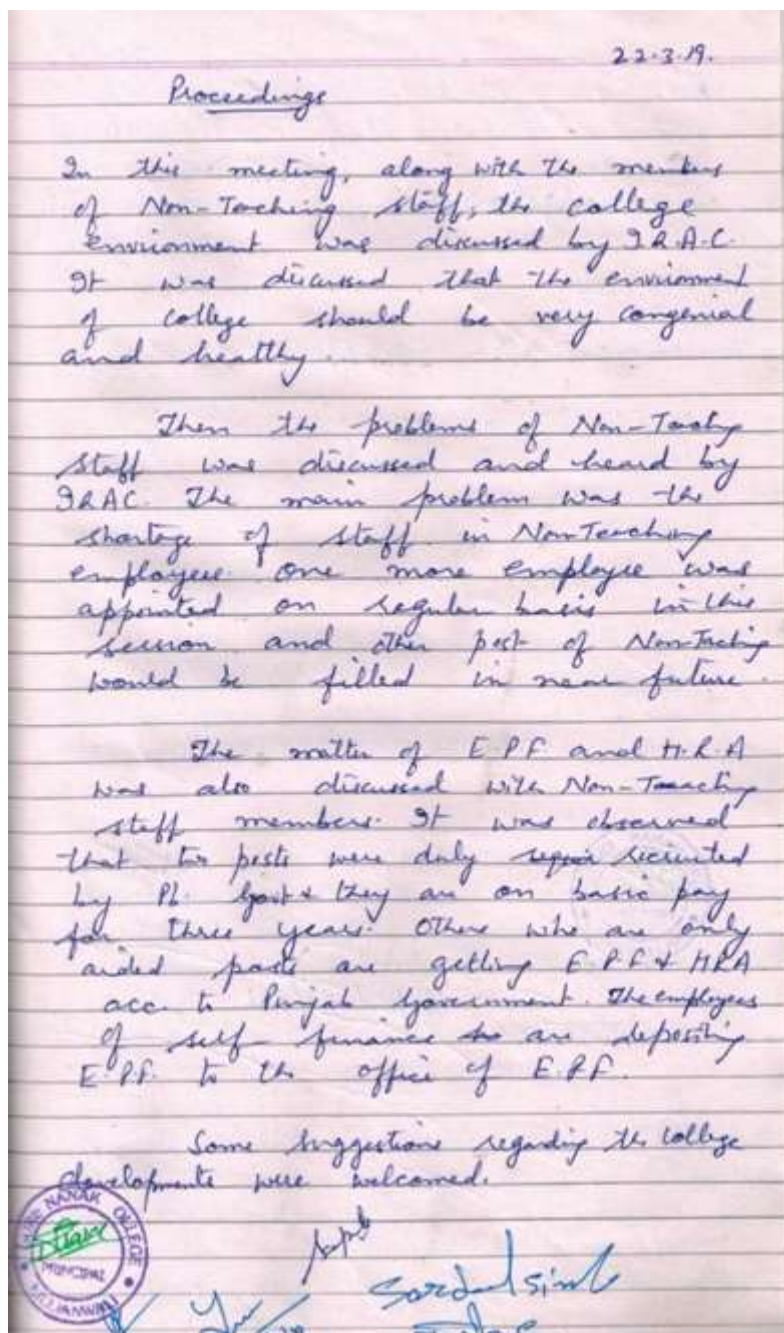 22.3.19.
Proceedings
In this meeting, along with the members
of Non-Teaching staff, the college
environment was discussed by I.Q.A.C.
It was discussed that the environment
of college should be very congenial
and healthy.
Then the problems of Non-Teaching
staff was discussed and heard by
IQAC. The main problem was the
shortage of staff in Non Teaching
employees. One more employee was
appointed on regular basis in this
session and other post of Non-Teaching
would be filled in near future.
The matter of E.P.F and H.R.A
was also discussed with Non-Teaching
staff members. It was observed
that two posts were duly recruited
by Pb. Govt & they are on basic pay
for three years. Others who are only
aided posts are getting E.P.F & HRA
acc. to Punjab Government. The employees
of self finance are depositing
E.P.F. to the office of E.P.F.
Some suggestions regarding the college
developments were welcomed.
NANAK COLLEGE
PRINCIPAL
Sardul Singh